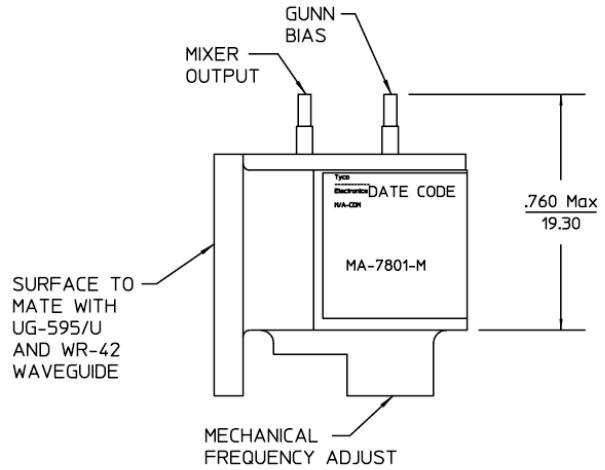 GUNN
BIAS
MIXER
OUTPUT
Tyco
Electronics
M/A-COM
DATE CODE
.760 Max
19.30
MA-7801-M
SURFACE TO
MATE WITH
UG-595/U
AND WR-42
WAVEGUIDE
MECHANICAL
FREQUENCY ADJUST